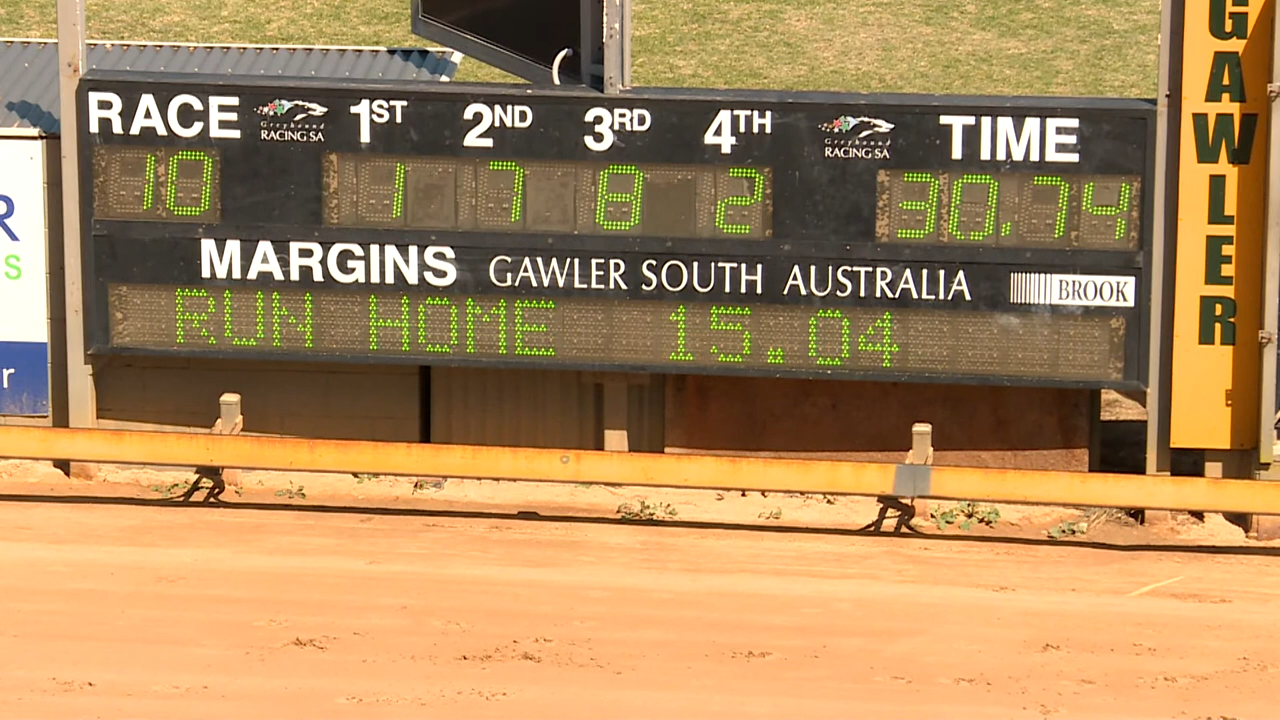 RACE
Greyhound RACING SA
1ST 2ND 3RD 4TH
Greyhound RACING SA
TIME
10 1 7 8 2 30.74
MARGINS GAWLER SOUTH AUSTRALIA BROOK
RUN HOME 15.04
GAWLER
R
S
r